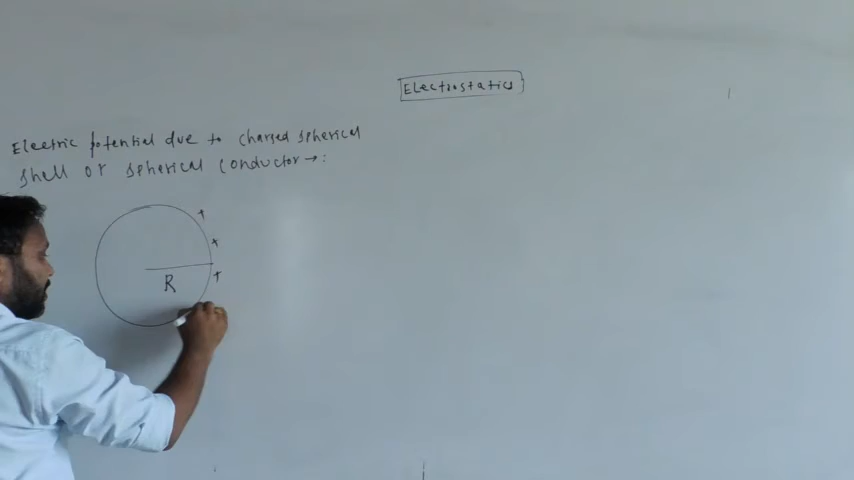 Electrostatics
Electric potential due to charged spherical
shell or spherical conductor →:
+
+
R
+